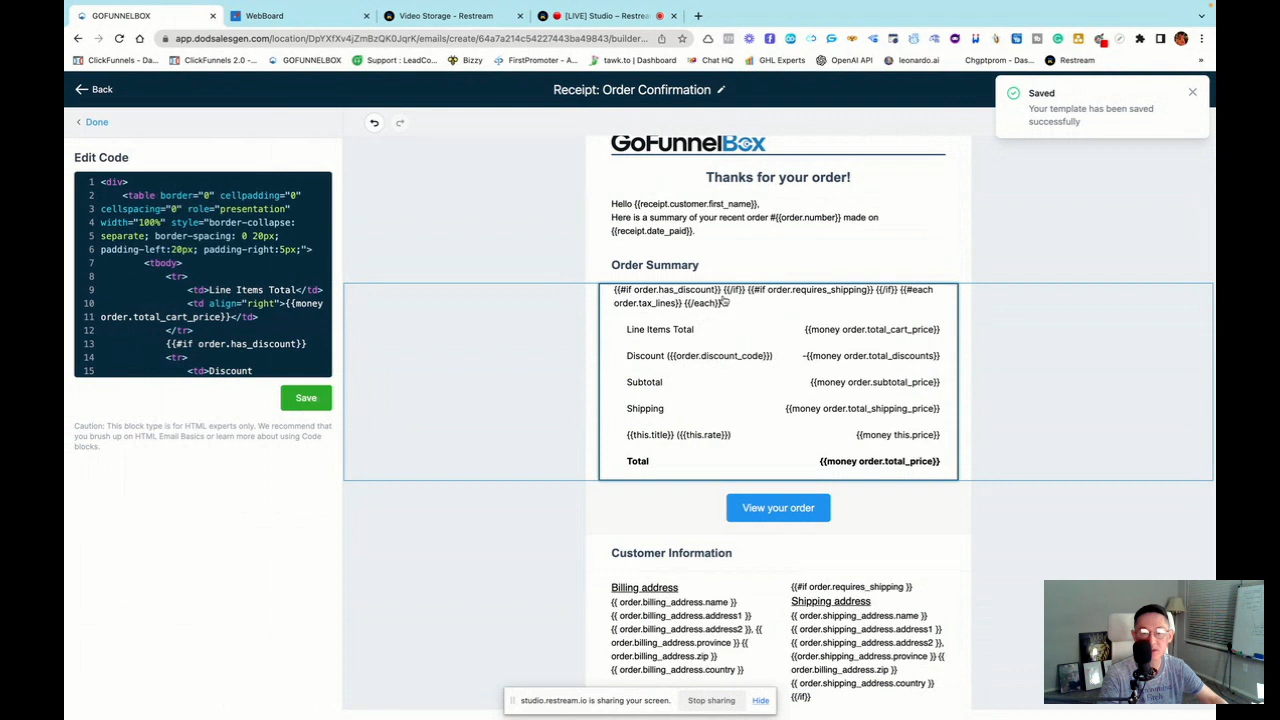 GOFUNNELBOX
WebBoard
Video Storage - Restream
[LIVE] Studio – Restrea
app.dodsalesgen.com/location/DpYXfXv4jZmBzQK0JqrK/emails/create/64a7a214c54227443ba49843/builder...
ClickFunnels - Da...
ClickFunnels 2.0 -...
GOFUNNELBOX
Support : LeadCo...
Bizzy
FirstPromoter - A...
tawk.to | Dashboard
Chat HQ
GHL Experts
OpenAI API
leonardo.ai
Chgptprom - Das...
Restream
Back
Receipt: Order Confirmation
Saved
Your template has been saved
successfully
Done
Edit Code
1 <div>
2 <table border="0" cellpadding="0"
3 cellspacing="0" role="presentation"
4 width="100%" style="border-collapse:
5 separate; border-spacing: 0 20px;
6 padding-left:20px; padding-right:5px;">
7 <tbody>
8 <tr>
9 <td>Line Items Total</td>
10 <td align="right">{{money
11 order.total_cart_price}}</td>
12 </tr>
13 {{#if order.has_discount}}
14 <tr>
15 <td>Discount
Save
Caution: This block type is for HTML experts only. We recommend that
you brush up on HTML Email Basics or learn more about using Code
blocks.
GoFunnelBox
Thanks for your order!
Hello {{receipt.customer.first_name}},
Here is a summary of your recent order #{{order.number}} made on
{{receipt.date_paid}}.
Order Summary
{{#if order.has_discount}} {{/if}} {{#if order.requires_shipping}} {{/if}} {{#each
order.tax_lines}} {{/each}}
Line Items Total {{money order.total_cart_price}}
Discount ({{order.discount_code}}) -{{money order.total_discounts}}
Subtotal {{money order.subtotal_price}}
Shipping {{money order.total_shipping_price}}
{{this.title}} ({{this.rate}}) {{money this.price}}
Total {{money order.total_price}}
View your order
Customer Information
Billing address
{{ order.billing_address.name }}
{{ order.billing_address.address1 }}
{{ order.billing_address.address2 }}, {{
order.billing_address.province }} {{
order.billing_address.zip }}
{{ order.billing_address.country }}
{{#if order.requires_shipping }}
Shipping address
{{ order.shipping_address.name }}
{{ order.shipping_address.address1 }}
{{ order.shipping_address.address2 }},
{{order.shipping_address.province }} {{
order.billing_address.zip }}
{{ order.shipping_address.country }}
{{/if}}
studio.restream.io is sharing your screen.
Stop sharing
Hide